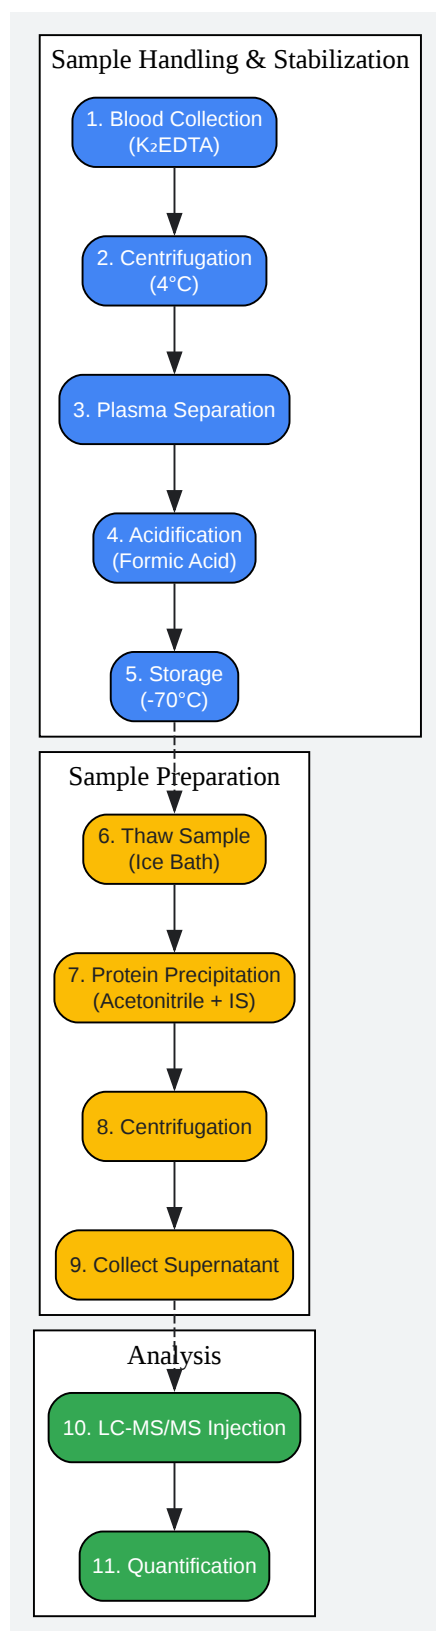 Sample Handling & Stabilization
1. Blood Collection
(K₂EDTA)
2. Centrifugation
(4°C)
3. Plasma Separation
4. Acidification
(Formic Acid)
5. Storage
(-70°C)
Sample Preparation
6. Thaw Sample
(Ice Bath)
7. Protein Precipitation
(Acetonitrile + IS)
8. Centrifugation
9. Collect Supernatant
Analysis
10. LC-MS/MS Injection
11. Quantification